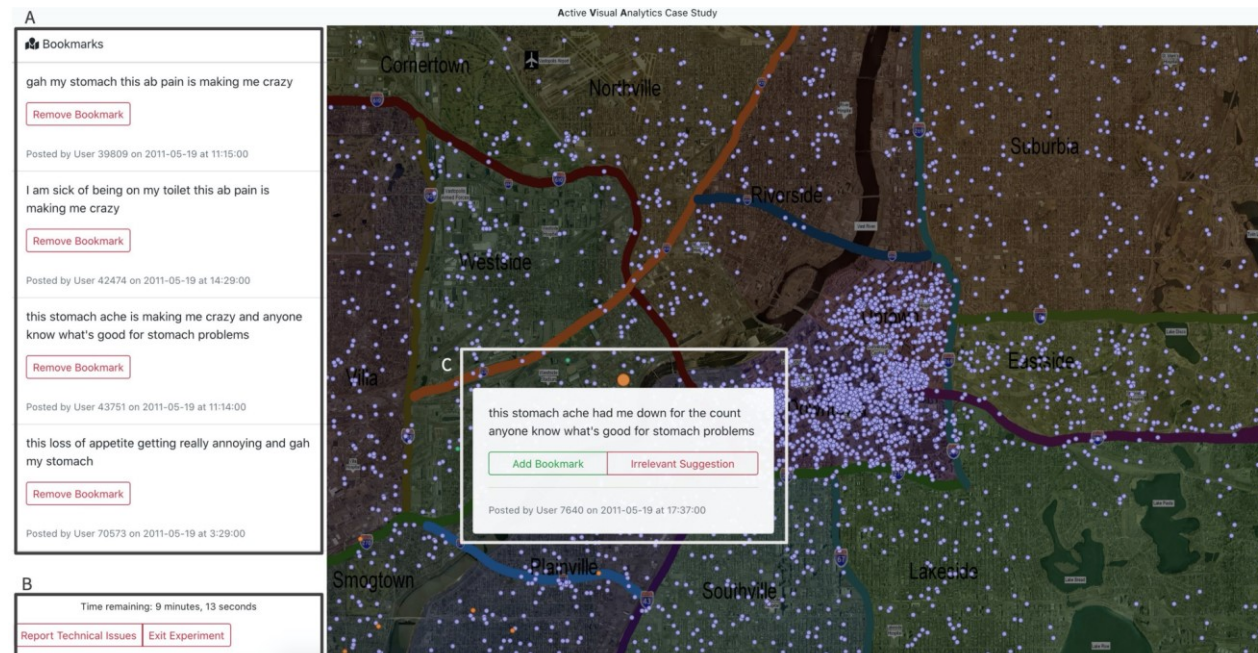 Active Visual Analytics Case Study
A
Bookmarks
gah my stomach this ab pain is making me crazy
Remove Bookmark
Posted by User 39809 on 2011-05-19 at 11:15:00
I am sick of being on my toilet this ab pain is
making me crazy
Remove Bookmark
Posted by User 42474 on 2011-05-19 at 14:29:00
this stomach ache is making me crazy and anyone
know what's good for stomach problems
Remove Bookmark
Posted by User 43751 on 2011-05-19 at 11:14:00
this loss of appetite getting really annoying and gah
my stomach
Remove Bookmark
Posted by User 70573 on 2011-05-19 at 3:29:00
B
Time remaining: 9 minutes, 13 seconds
Report Technical Issues
Exit Experiment
Cornertown
Northville
Suburbia
Riverside
Westside
Uptown
Eastside
Villa
C
this stomach ache had me down for the count
anyone know what's good for stomach problems
Add Bookmark
Irrelevant Suggestion
Posted by User 7640 on 2011-05-19 at 17:37:00
Smogtown
Plainville
Southville
Lakeside